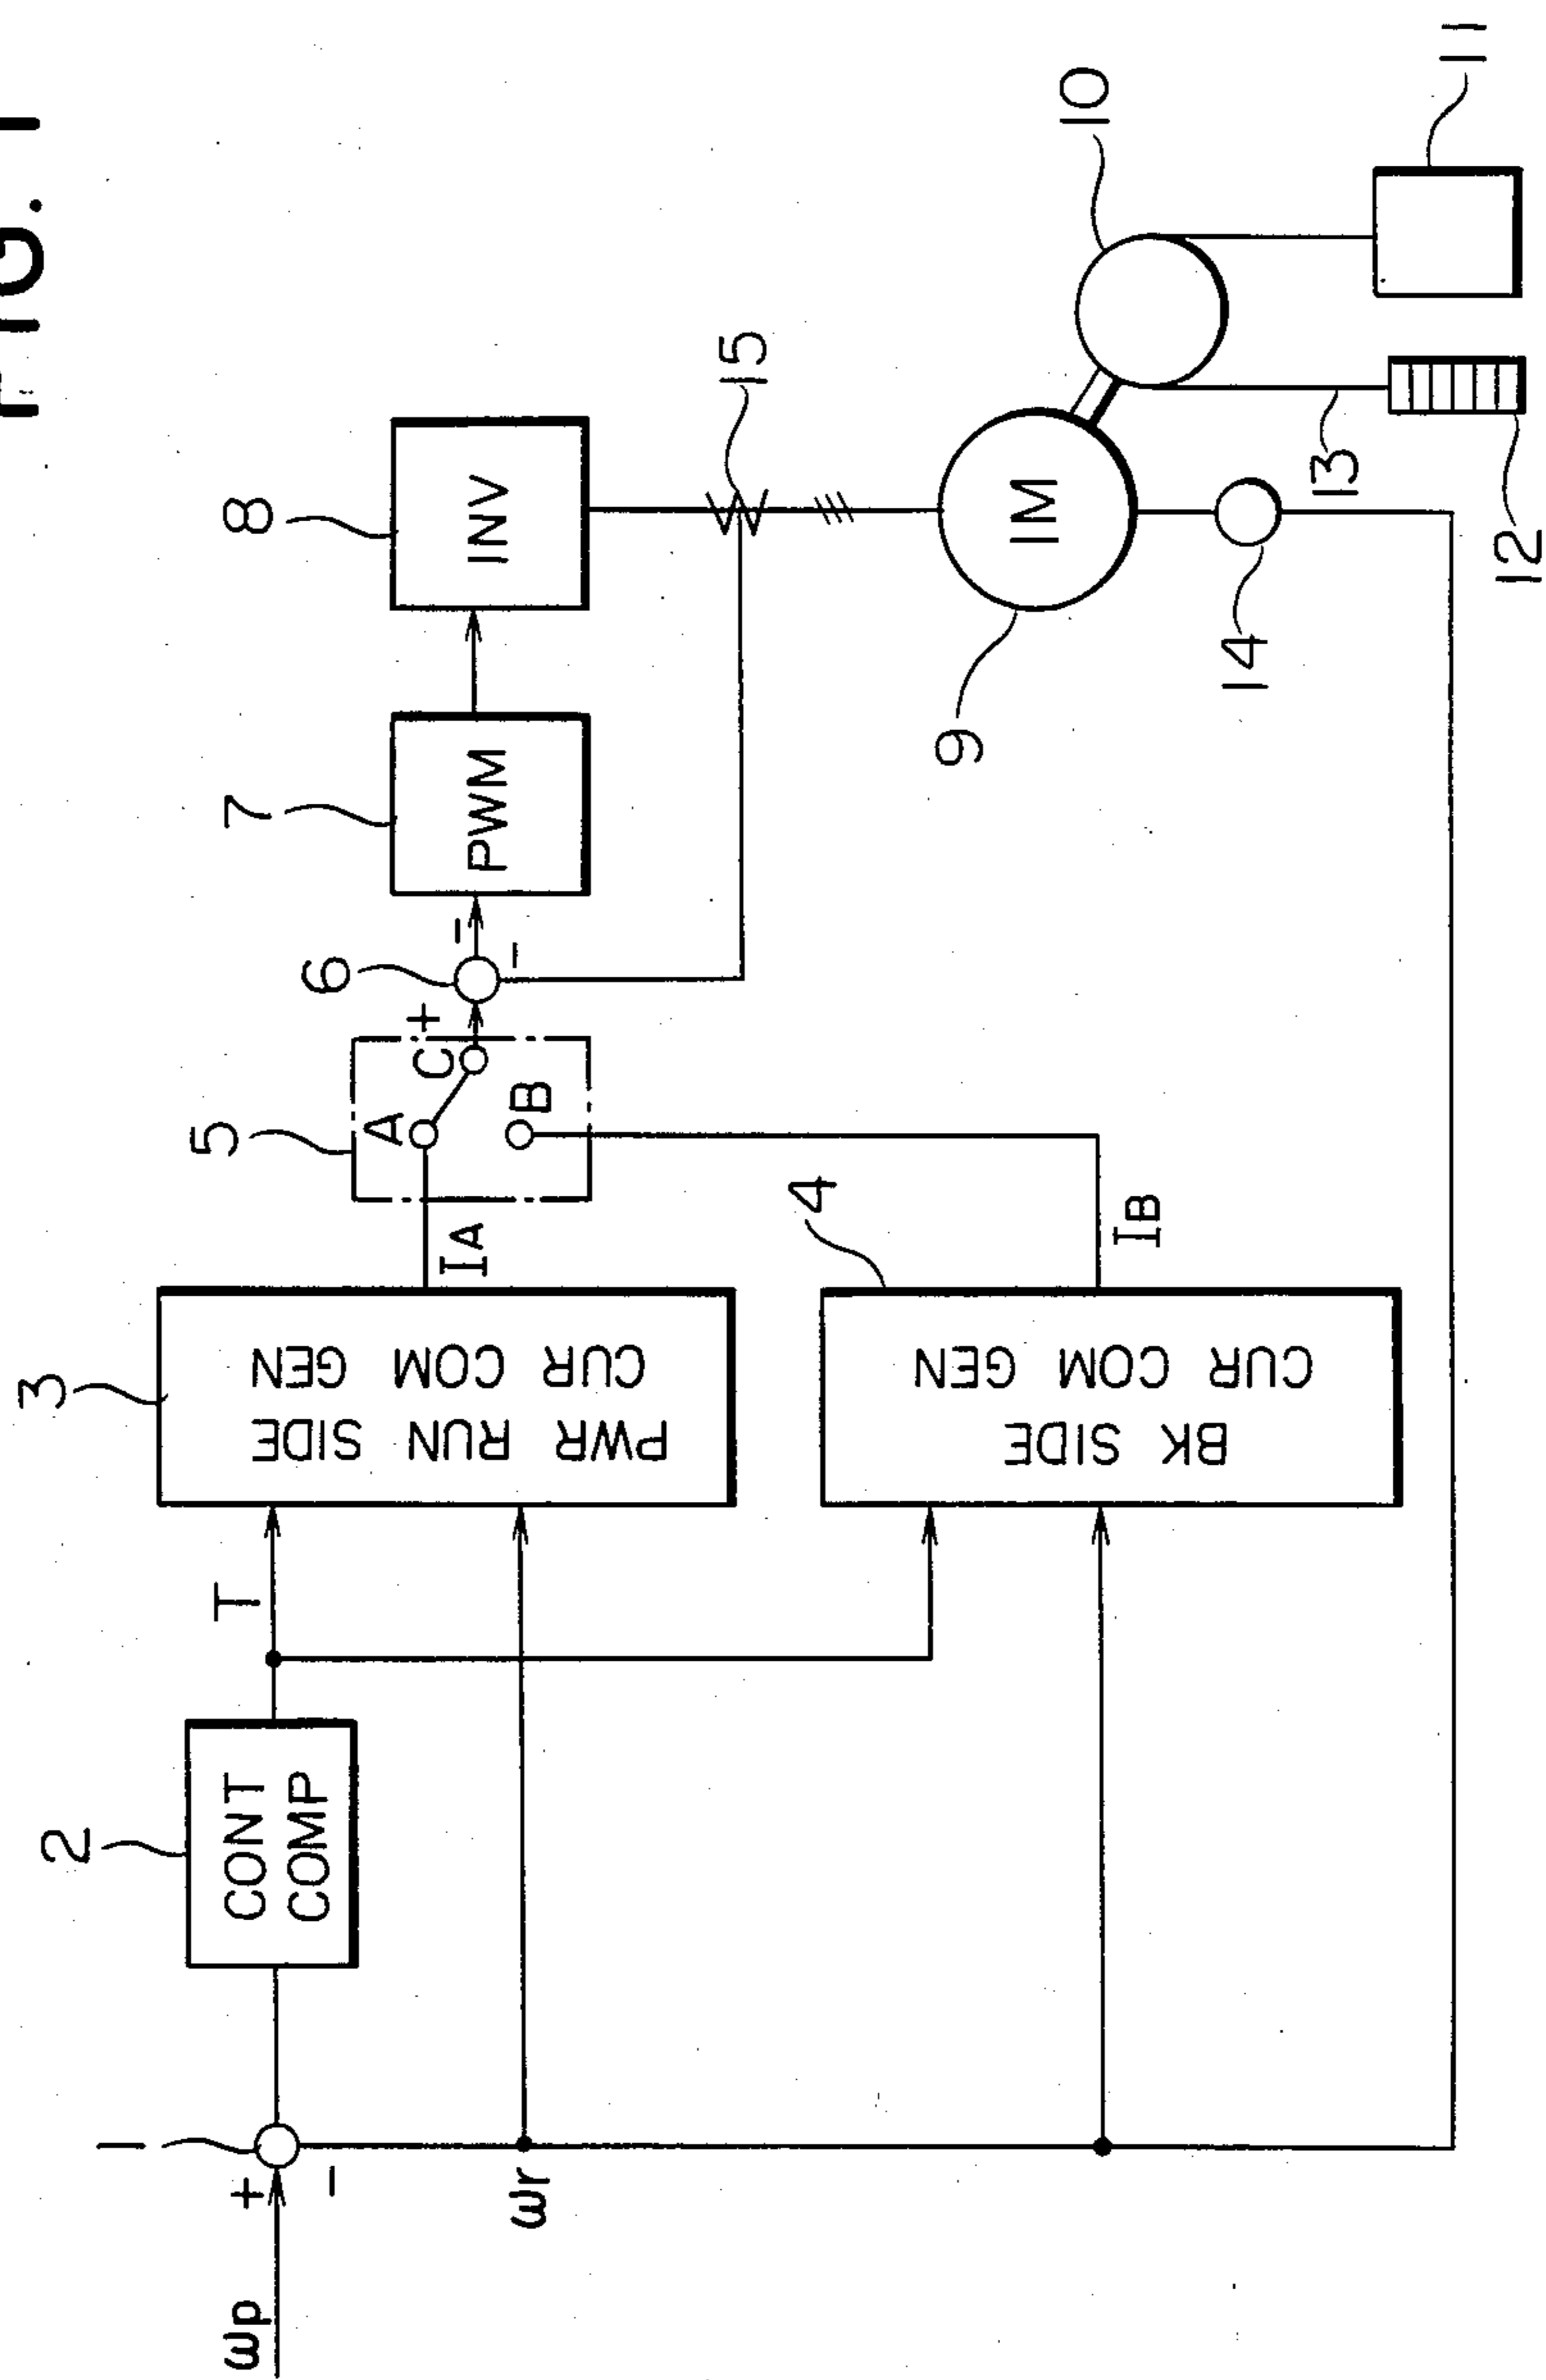 FIG. 1
ωp
+
-
1
ωr
2
CONT
COMP
T
3
PWR RUN SIDE
CUR COM GEN
4
BK SIDE
CUR COM GEN
IA
IB
5
A
B
C
+
-
-
6
7
PWM
8
INV
15
9
IM
10
11
12
13
14